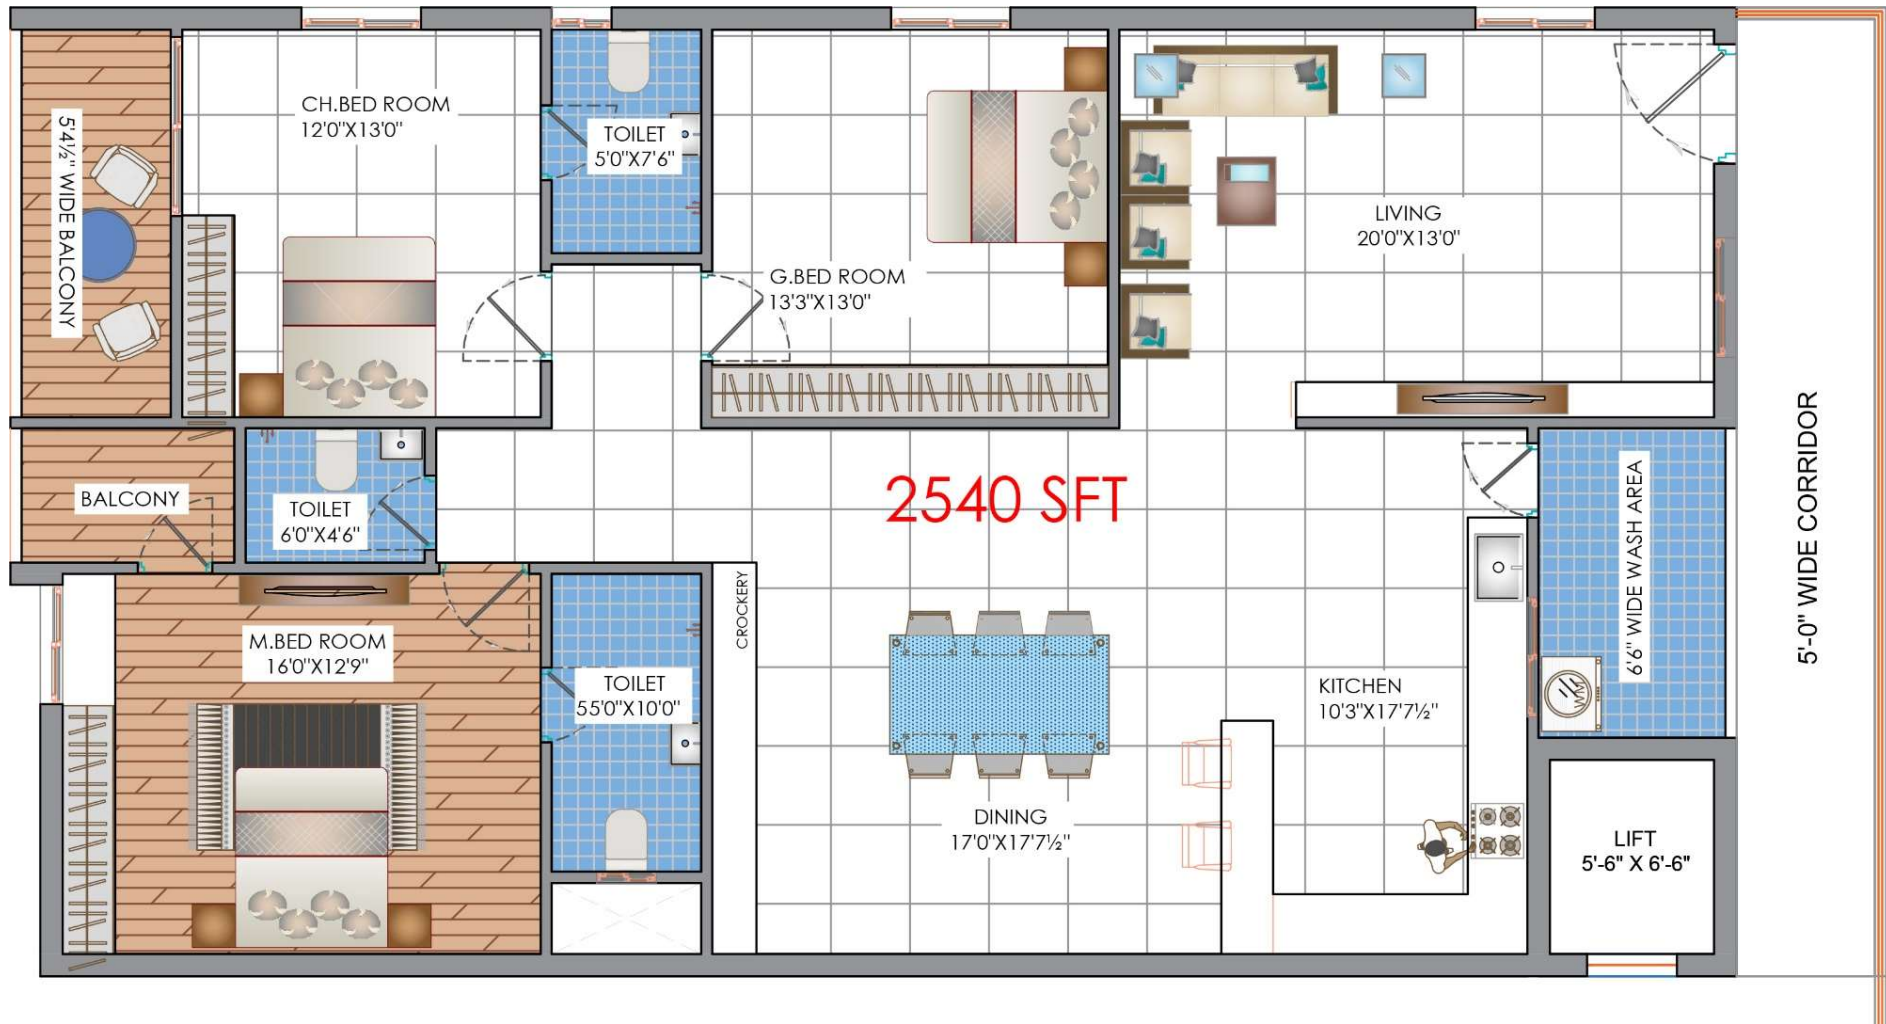 CH.BED ROOM
12'0"X13'0"
TOILET
5'0"X7'6"
5'4½" WIDE BALCONY
G.BED ROOM
13'3"X13'0"
LIVING
20'0"X13'0"
BALCONY
TOILET
6'0"X4'6"
2540 SFT
6'6" WIDE WASH AREA
5'-0" WIDE CORRIDOR
M.BED ROOM
16'0"X12'9"
TOILET
55'0"X10'0"
CROCKERY
KITCHEN
10'3"X17'7½"
DINING
17'0"X17'7½"
LIFT
5'-6" X 6'-6"